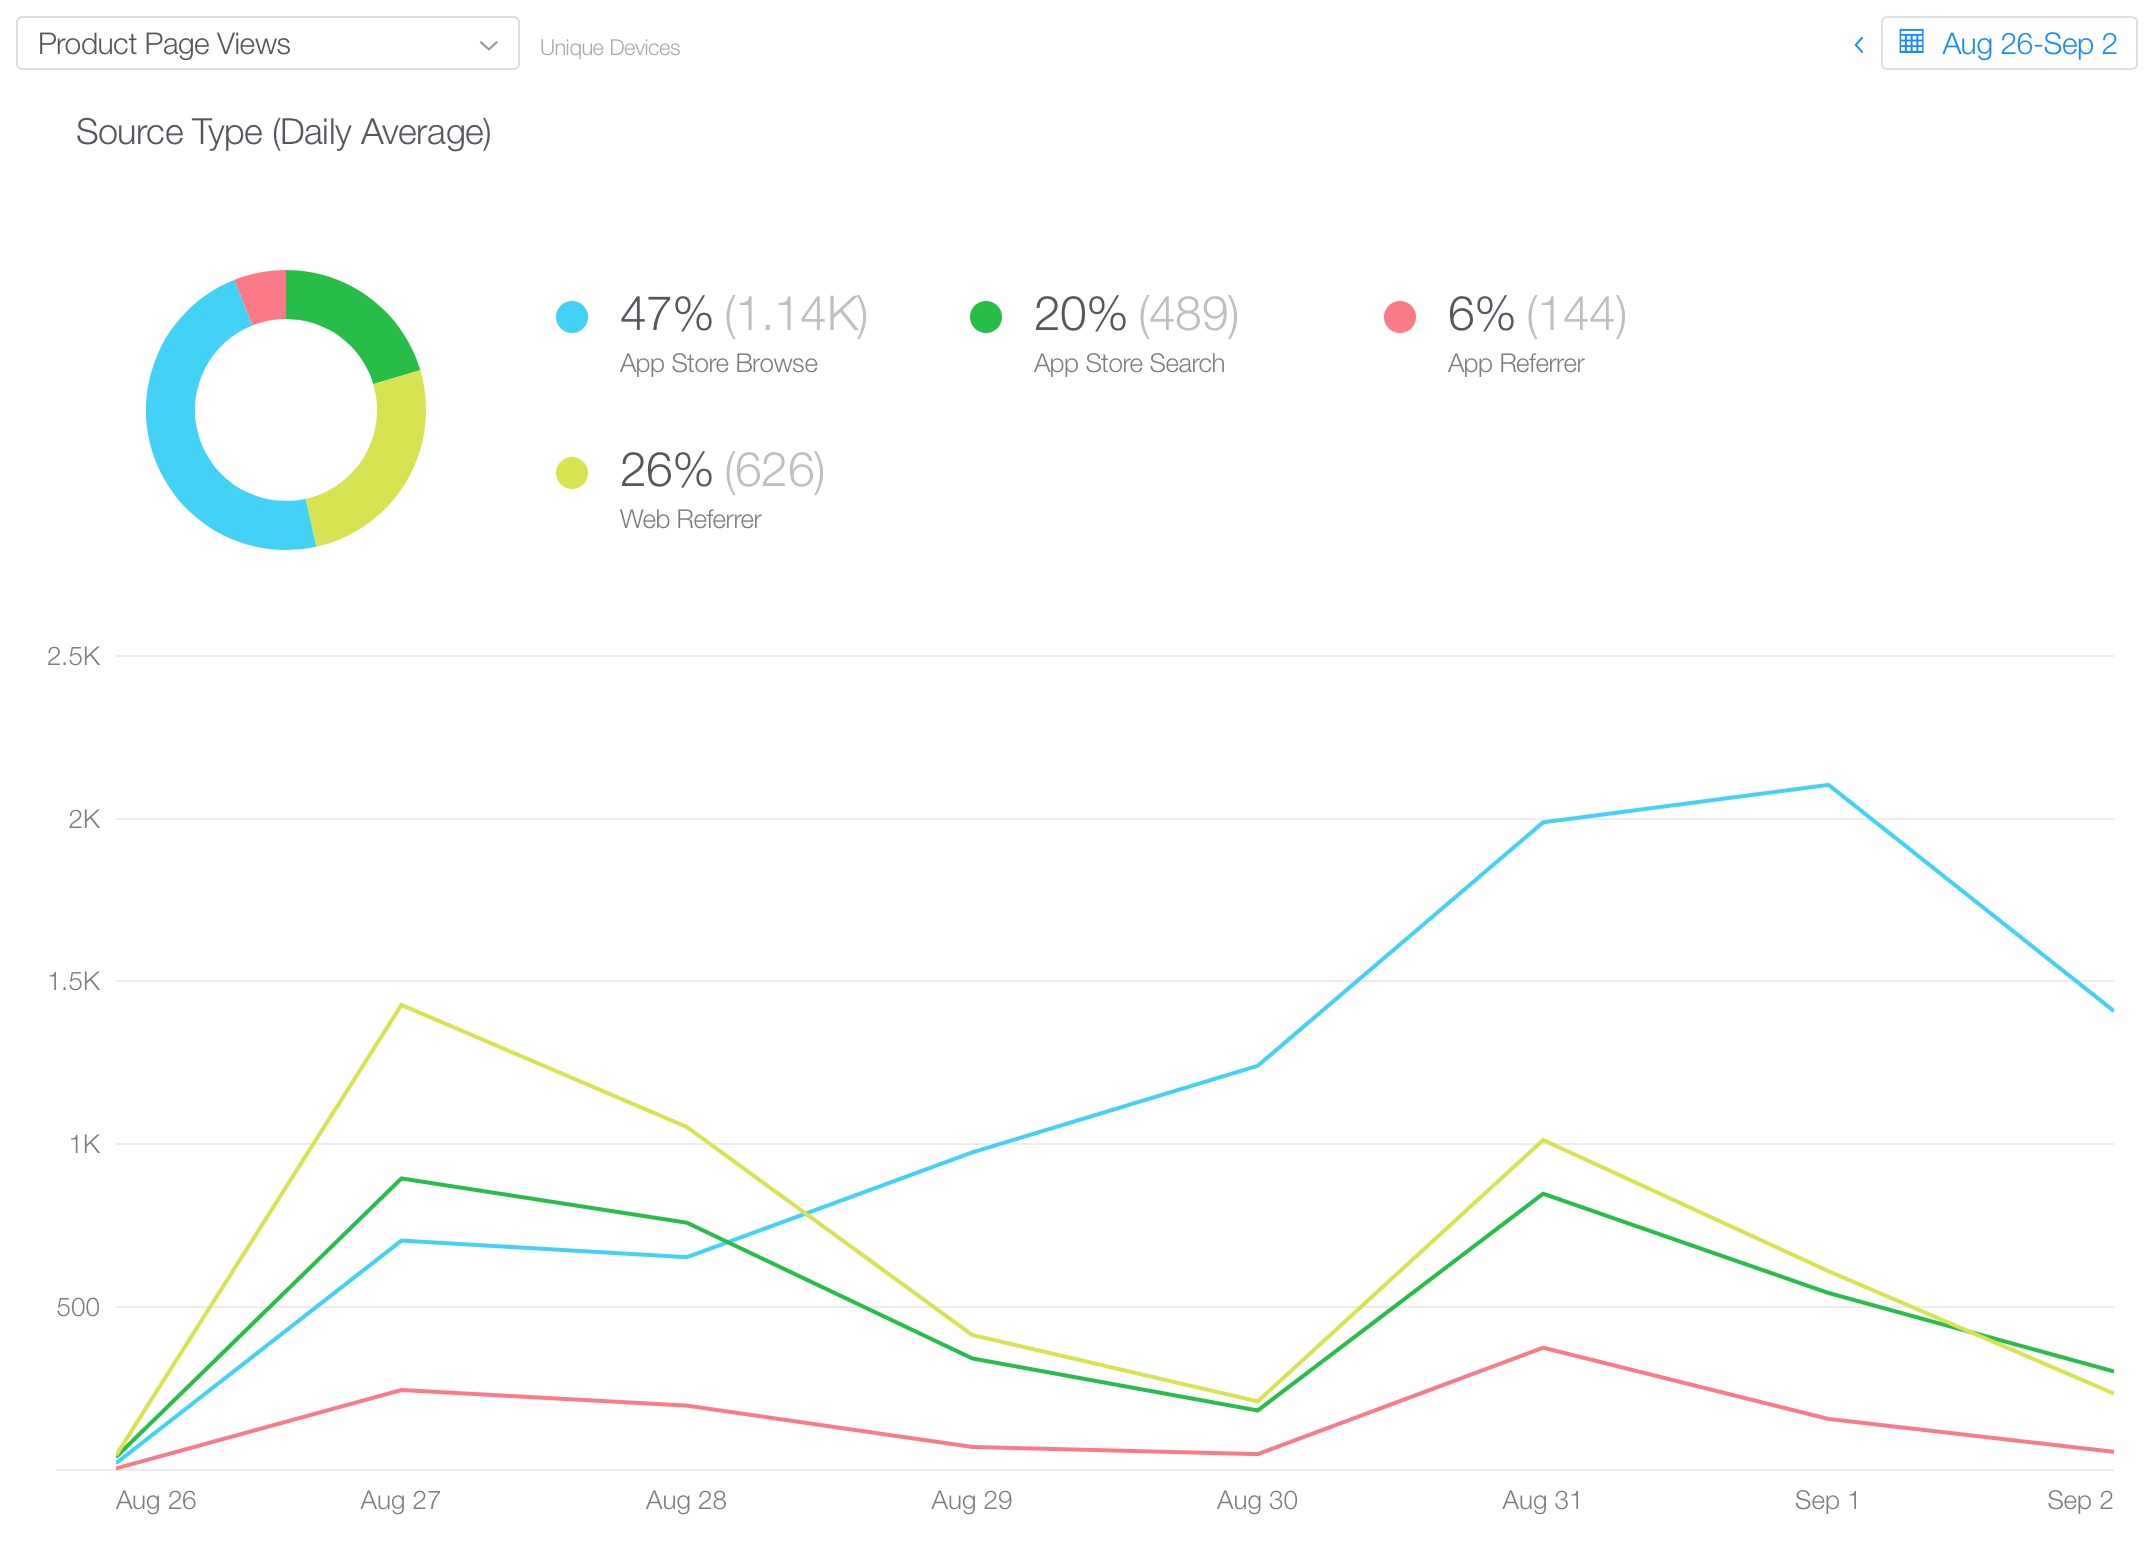 Product Page Views
Unique Devices
Aug 26-Sep 2
Source Type (Daily Average)
47% (1.14K)
App Store Browse
20% (489)
App Store Search
6% (144)
App Referrer
26% (626)
Web Referrer
2.5K
2K
1.5K
1K
500
Aug 26 Aug 27 Aug 28 Aug 29 Aug 30 Aug 31 Sep 1 Sep 2